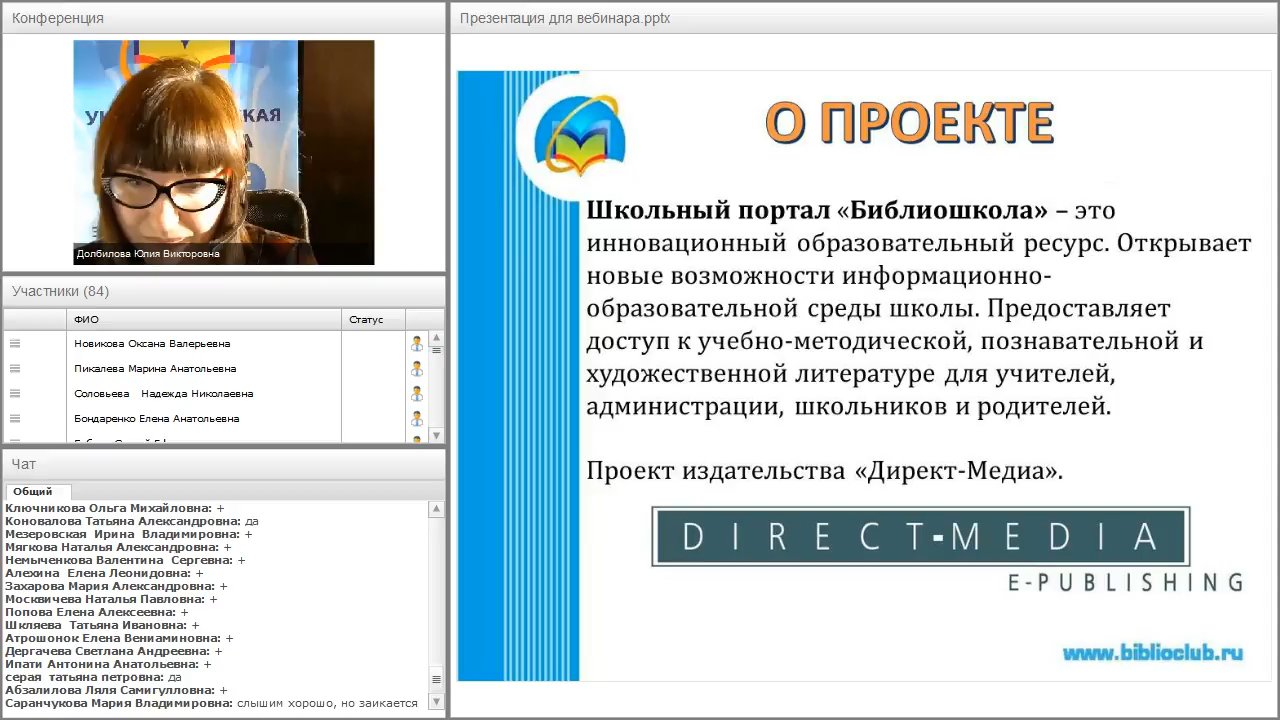 Конференция
Долбилова Юлия Викторовна
Участники (84)
ФИО
Статус
Новикова Оксана Валерьевна
Пикалева Марина Анатольевна
Соловьева Надежда Николаевна
Бондаренко Елена Анатольевна
Чат
Общий
Ключникова Ольга Михайловна: +
Коновалова Татьяна Александровна: да
Мезеровская Ирина Владимировна: +
Мягкова Наталья Александровна: +
Немыченкова Валентина Сергевна: +
Алехина Елена Леонидовна: +
Захарова Мария Александровна: +
Москвичева Наталья Павловна: +
Попова Елена Алексеевна: +
Шкляева Татьяна Ивановна: +
Атрошонок Елена Вениаминовна: +
Дергачева Светлана Андреевна: +
Ипати Антонина Анатольевна: +
серая татьяна петровна: да
Абзалилова Ляля Самигулловна: +
Саранчукова Мария Владимировна: слышим хорошо, но заикается
Презентация для вебинара.pptx
О ПРОЕКТЕ
Школьный портал «Библиошкола» – это
инновационный образовательный ресурс. Открывает
новые возможности информационно-
образовательной среды школы. Предоставляет
доступ к учебно-методической, познавательной и
художественной литературе для учителей,
администрации, школьников и родителей.
Проект издательства «Директ-Медиа».
DIRECT-MEDIA
E-PUBLISHING
www.biblioclub.ru